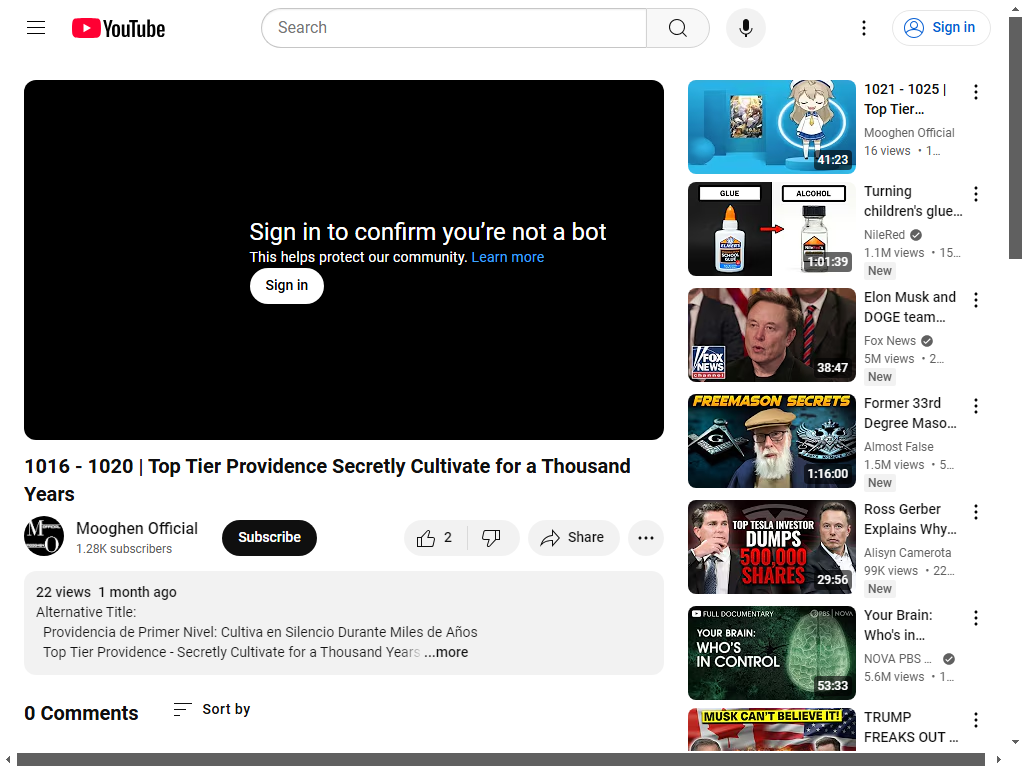 YouTube
Search
Sign in
Sign in to confirm you’re not a bot
This helps protect our community. Learn more
Sign in
1016 - 1020 | Top Tier Providence Secretly Cultivate for a Thousand
Years
Mooghen Official
1.28K subscribers
Subscribe
2
Share
22 views 1 month ago
Alternative Title:
Providencia de Primer Nivel: Cultiva en Silencio Durante Miles de Años
Top Tier Providence - Secretly Cultivate for a Thousand Years ...more
0 Comments
Sort by
41:23
1021 - 1025 |
Top Tier…
Mooghen Official
16 views • 1…
GLUE
ALCOHOL
ELMER'S
SCHOOL
GLUE
1:01:39
Turning
children's glue…
NileRed
1.1M views • 15…
New
FOX
NEWS
channel
38:47
Elon Musk and
DOGE team…
Fox News
5M views • 2…
New
FREEMASON SECRETS
1:16:00
Former 33rd
Degree Maso…
Almost False
1.5M views • 5…
New
TOP TESLA INVESTOR
DUMPS
500,000
SHARES
29:56
Ross Gerber
Explains Why…
Alisyn Camerota
99K views • 22…
New
FULL DOCUMENTARY
PBS NOVA
YOUR BRAIN:
WHO'S
IN CONTROL
53:33
Your Brain:
Who's in…
NOVA PBS …
5.6M views • 1…
MUSK CAN'T BELIEVE IT!
TRUMP
FREAKS OUT …